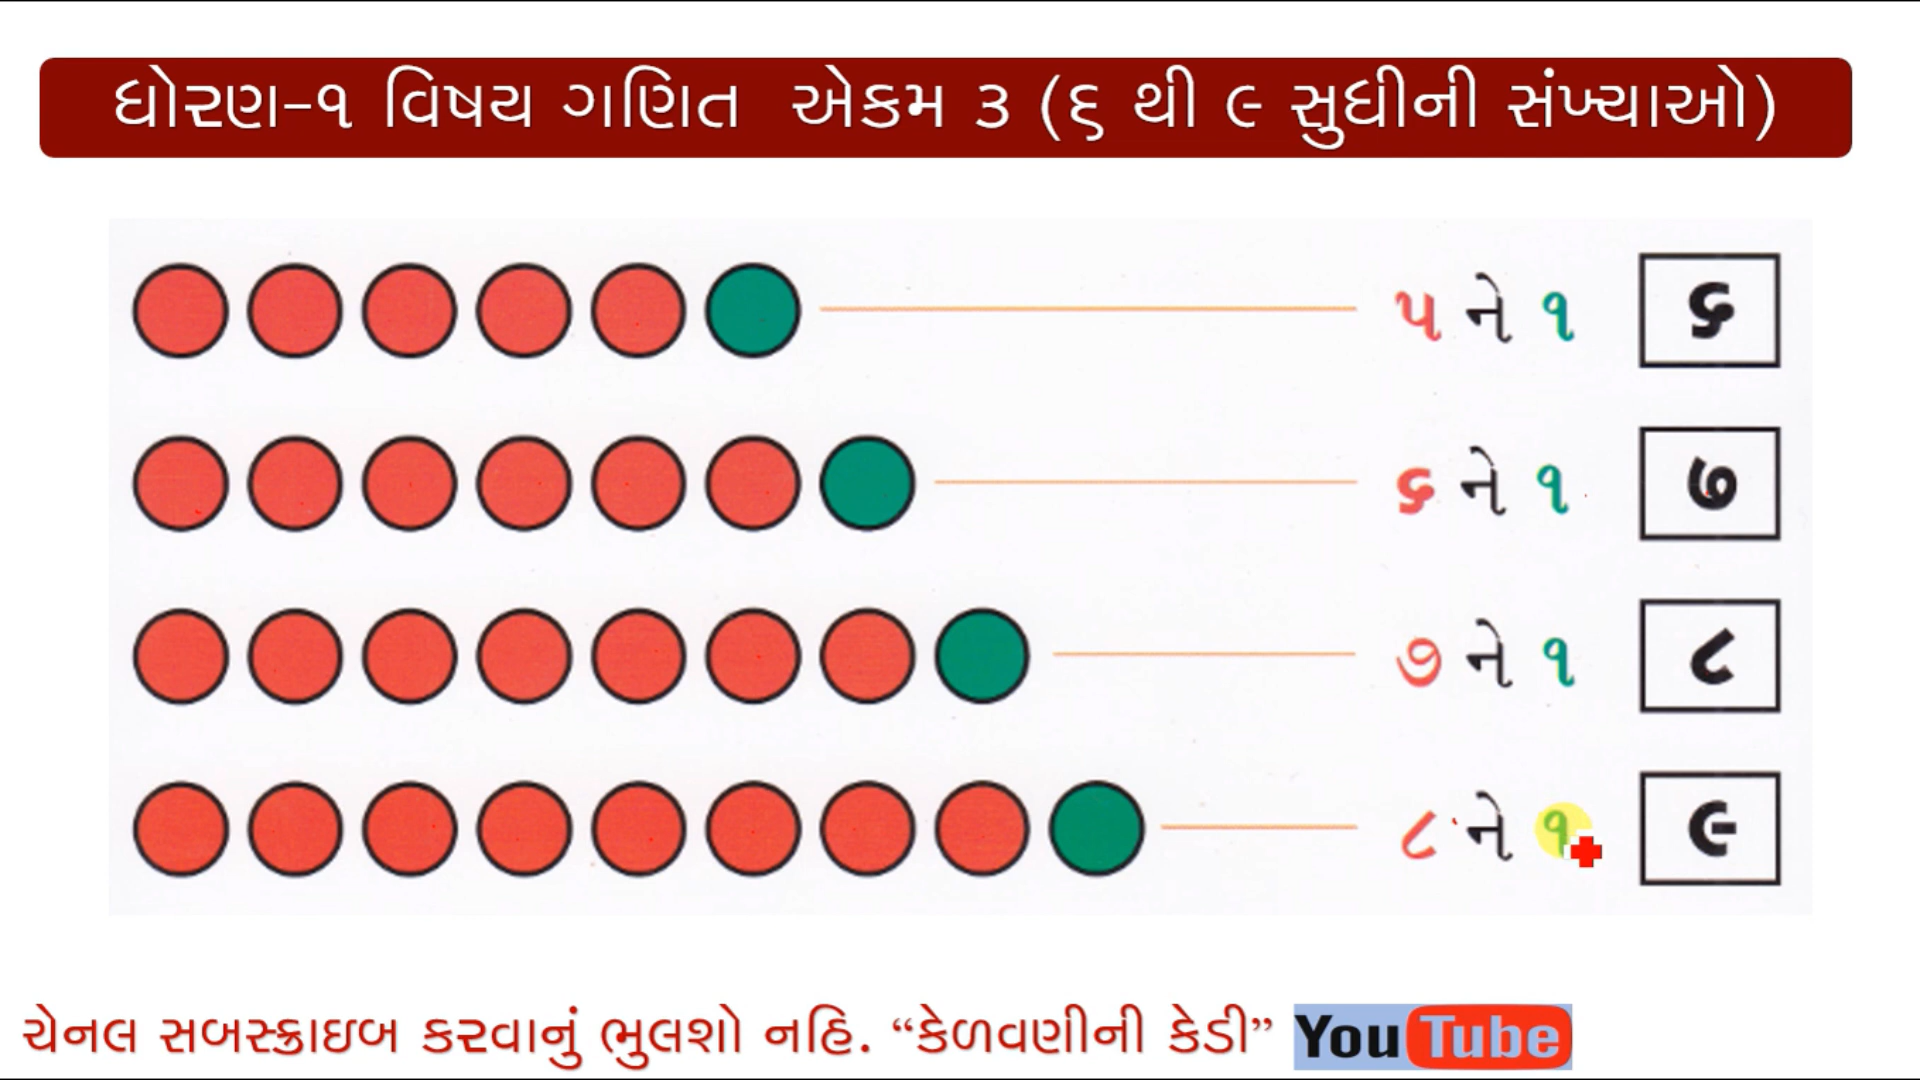 ધોરણ-૧ વિષય ગણિત એકમ ૩ (૬ થી ૯ સુધીની સંખ્યાઓ)
૫ ને ૧ ૬
૬ ને ૧ ૭
૭ ને ૧ ૮
૮ ને ૧ ૯
ચેનલ સબસ્ક્રાઇબ કરવાનું ભુલશો નહિ. “કેળવણીની કેડી” YouTube